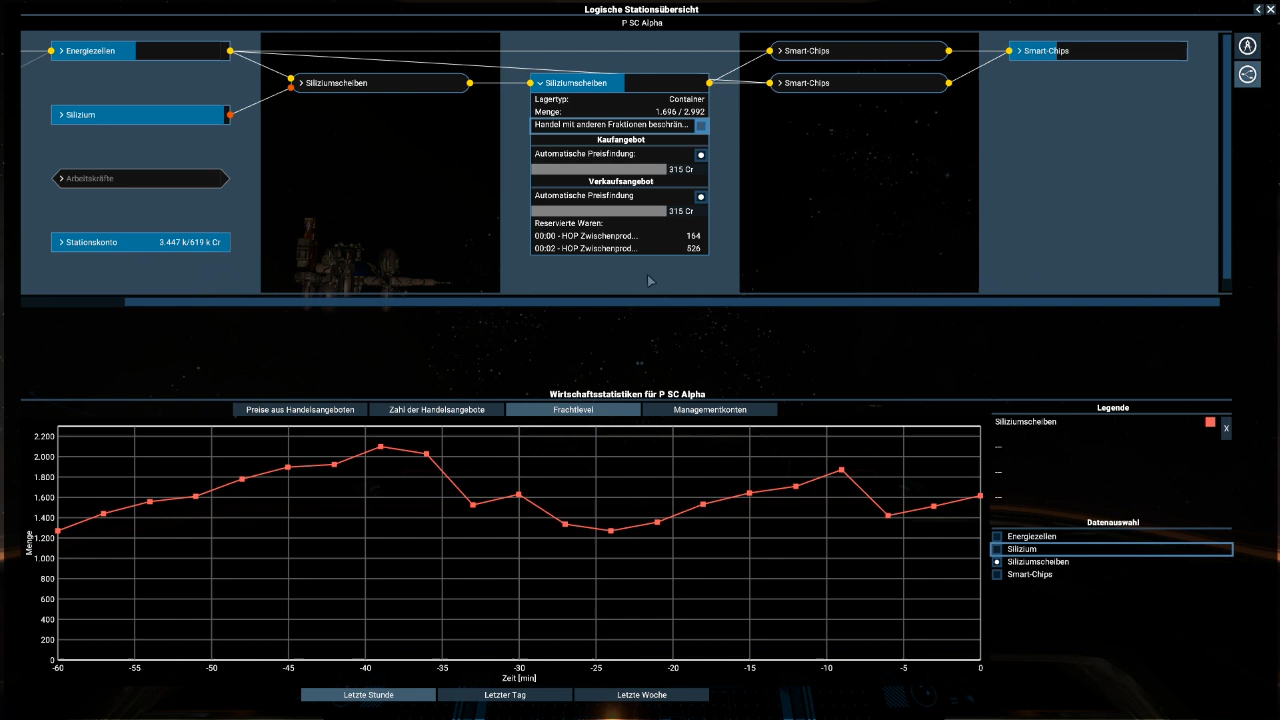 Logische Stationsübersicht
P SC Alpha
Energiezellen
Siliziumscheiben
Siliziumscheiben
Smart-Chips
Smart-Chips
Smart-Chips
Silizium
Arbeitskräfte
Stationskonto 3.447 k/619 k Cr
Lagertyp: Container
Menge: 1.696 / 2.992
Handel mit anderen Fraktionen beschrän...
Kaufangebot
Automatische Preisfindung:
315 Cr
Verkaufsangebot
Automatische Preisfindung
315 Cr
Reservierte Waren:
00:00 - HOP Zwischenprod... 164
00:02 - HOP Zwischenprod... 526
Wirtschaftsstatistiken für P SC Alpha
Preise aus Handelsangeboten Zahl der Handelsangebote Frachtlevel Managementkonten
Menge
2.200
2.000
1.800
1.600
1.400
1.200
1.000
800
600
400
200
0
-60 -55 -50 -45 -40 -35 -30 -25 -20 -15 -10 -5 0
Zeit [min]
Letzte Stunde Letzter Tag Letzte Woche
Legende
Siliziumscheiben
X
---
---
---
Datenauswahl
Energiezellen
Silizium
Siliziumscheiben
Smart-Chips